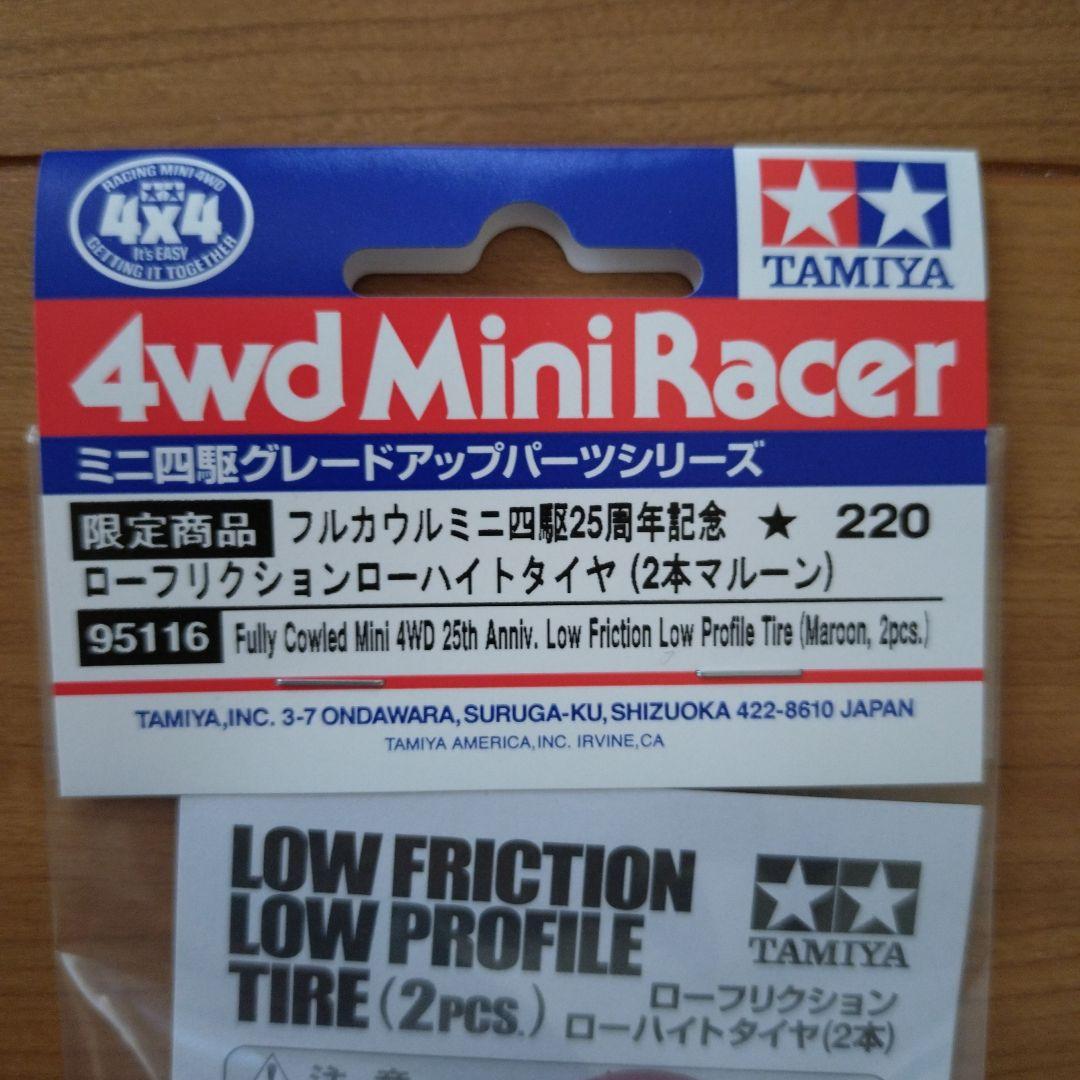 RACING MINI 4WD
4x4
It's EASY
GETTING IT TOGETHER
TAMIYA
4wd Mini Racer
ミニ四駆グレードアップパーツシリーズ
限定商品 フルカウルミニ四駆25周年記念 ★ 220
ローフリクションローハイトタイヤ (2本マルーン)
95116 Fully Cowled Mini 4WD 25th Anniv. Low Friction Low Profile Tire (Maroon, 2pcs.)
TAMIYA,INC. 3-7 ONDAWARA,SURUGA-KU,SHIZUOKA 422-8610 JAPAN
TAMIYA AMERICA,INC. IRVINE,CA
LOW FRICTION
LOW PROFILE
TIRE (2PCS.)
TAMIYA
ローフリクション
ローハイトタイヤ(2本)
注意